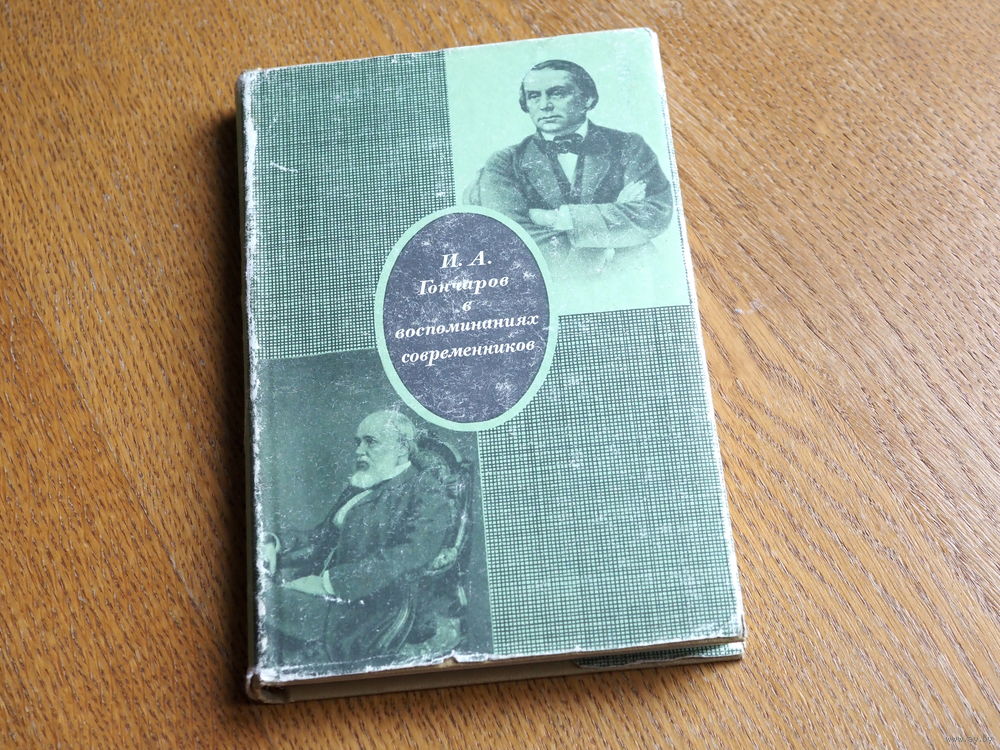 И. А.
Гончаров
в
воспоминаниях
современников